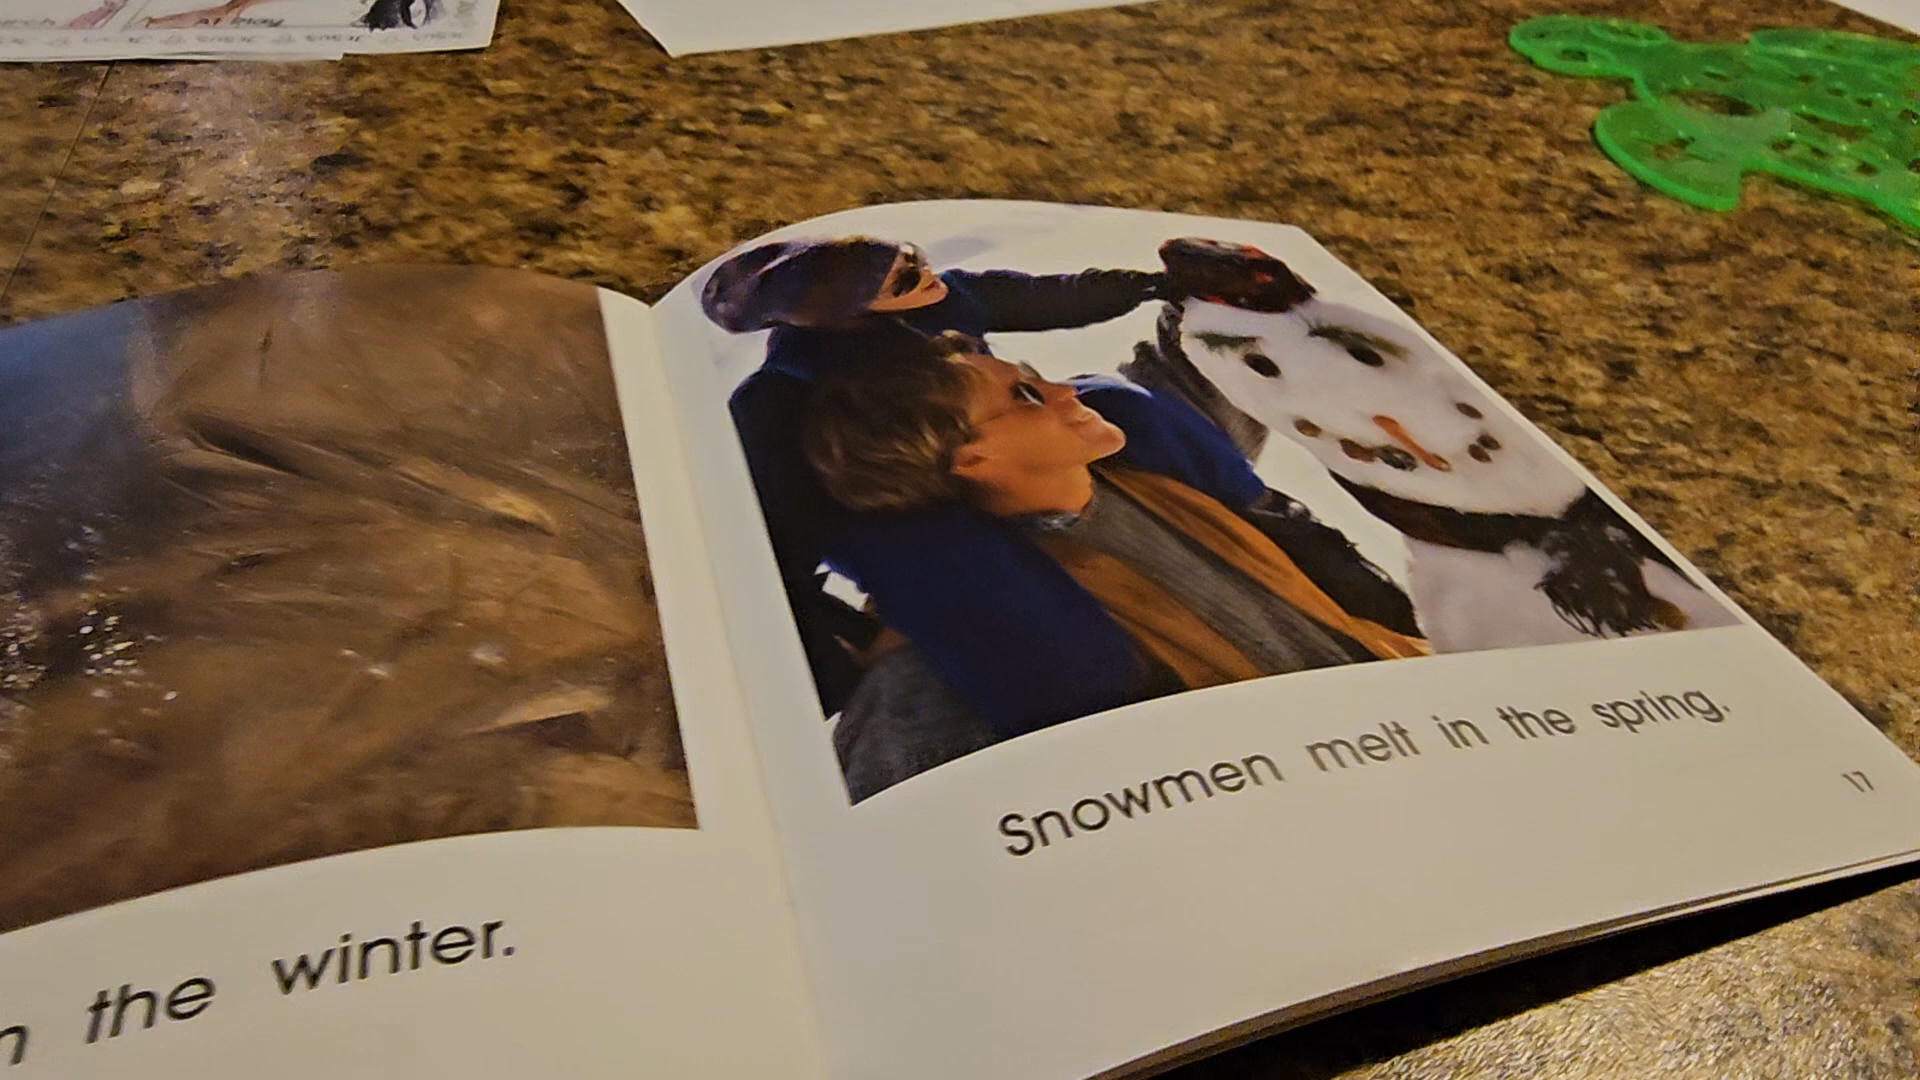 the winter.
Snowmen melt in the spring.
17